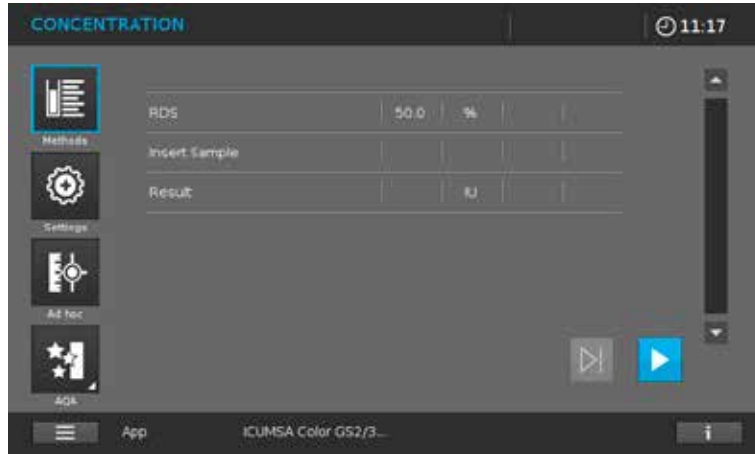 CONCENTRATION 11:17
Methods
RDS 50.0 %
Insert Sample
Settings
Result IU
Ad hoc
AQA
App ICUMSA Color GS2/3...
i